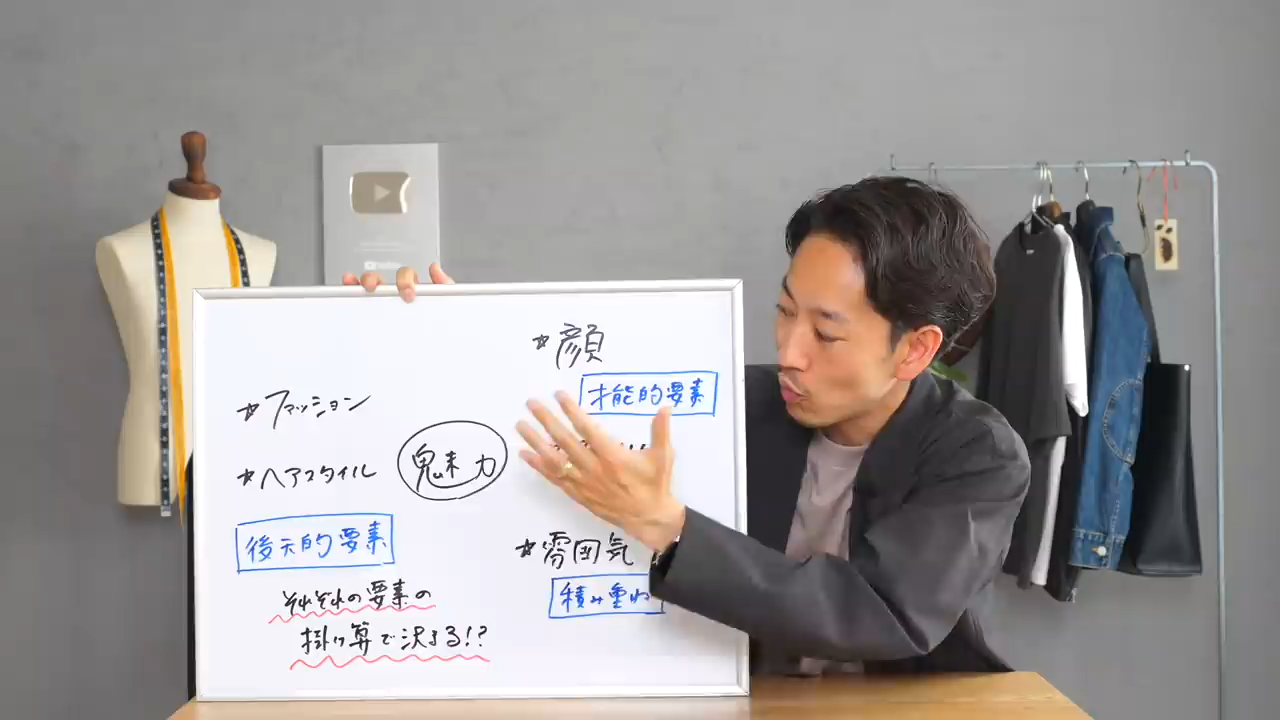 ☆顔
才能的要素
☆ファッション
魅力
☆ヘアスタイル
☆雰囲気
後天的要素
積み重ね
それぞれの要素の
掛け算で決まる!?